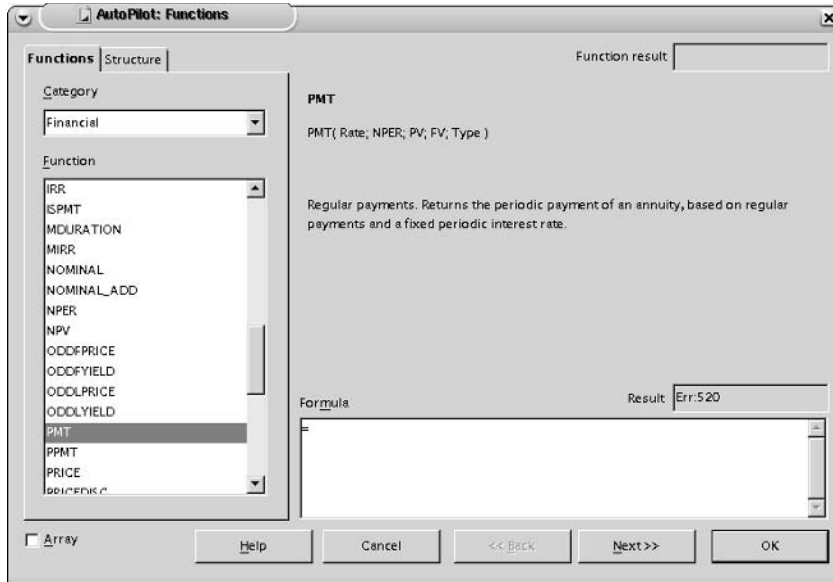 AutoPilot: Functions
Functions Structure
Function result
Category
Financial
Function
IRR
ISPMT
MDURATION
MIRR
NOMINAL
NOMINAL_ADD
NPER
NPV
ODDFPRICE
ODDFYIELD
ODDLPRICE
ODDLYIELD
PMT
PPMT
PRICE
PRICEDISC
PMT
PMT( Rate; NPER; PV; FV; Type )
Regular payments. Returns the periodic payment of an annuity, based on regular
payments and a fixed periodic interest rate.
Formula
Result Err:520
=
Array
Help
Cancel
<< Back
Next >>
OK